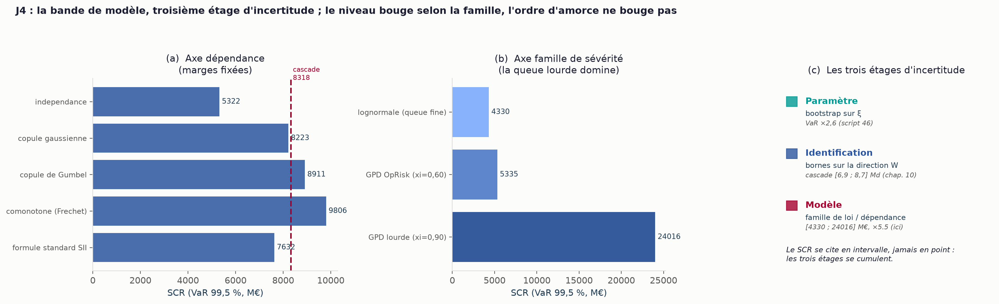 J4 : la bande de modèle, troisième étage d'incertitude ; le niveau bouge selon la famille, l'ordre d'amorce ne bouge pas
(a)  Axe dépendance
(marges fixées)
cascade
8318
independance
5322
copule gaussienne
8223
copule de Gumbel
8911
comonotone (Frechet)
9806
formule standard SII
7632
0 2000 4000 6000 8000 10000
SCR (VaR 99,5 %, M€)
(b)  Axe famille de sévérité
(la queue lourde domine)
lognormale (queue fine)
4330
GPD OpRisk (xi=0,60)
5335
GPD lourde (xi=0,90)
24016
0 5000 10000 15000 20000 25000
SCR (VaR 99,5 %, M€)
(c)  Les trois étages d'incertitude
Paramètre
bootstrap sur ξ
VaR ×2,6 (script 46)
Identification
bornes sur la direction W
cascade [6,9 ; 8,7] Md (chap. 10)
Modèle
famille de loi / dépendance
[4330 ; 24016] M€, ×5.5 (ici)
Le SCR se cite en intervalle, jamais en point :
les trois étages se cumulent.